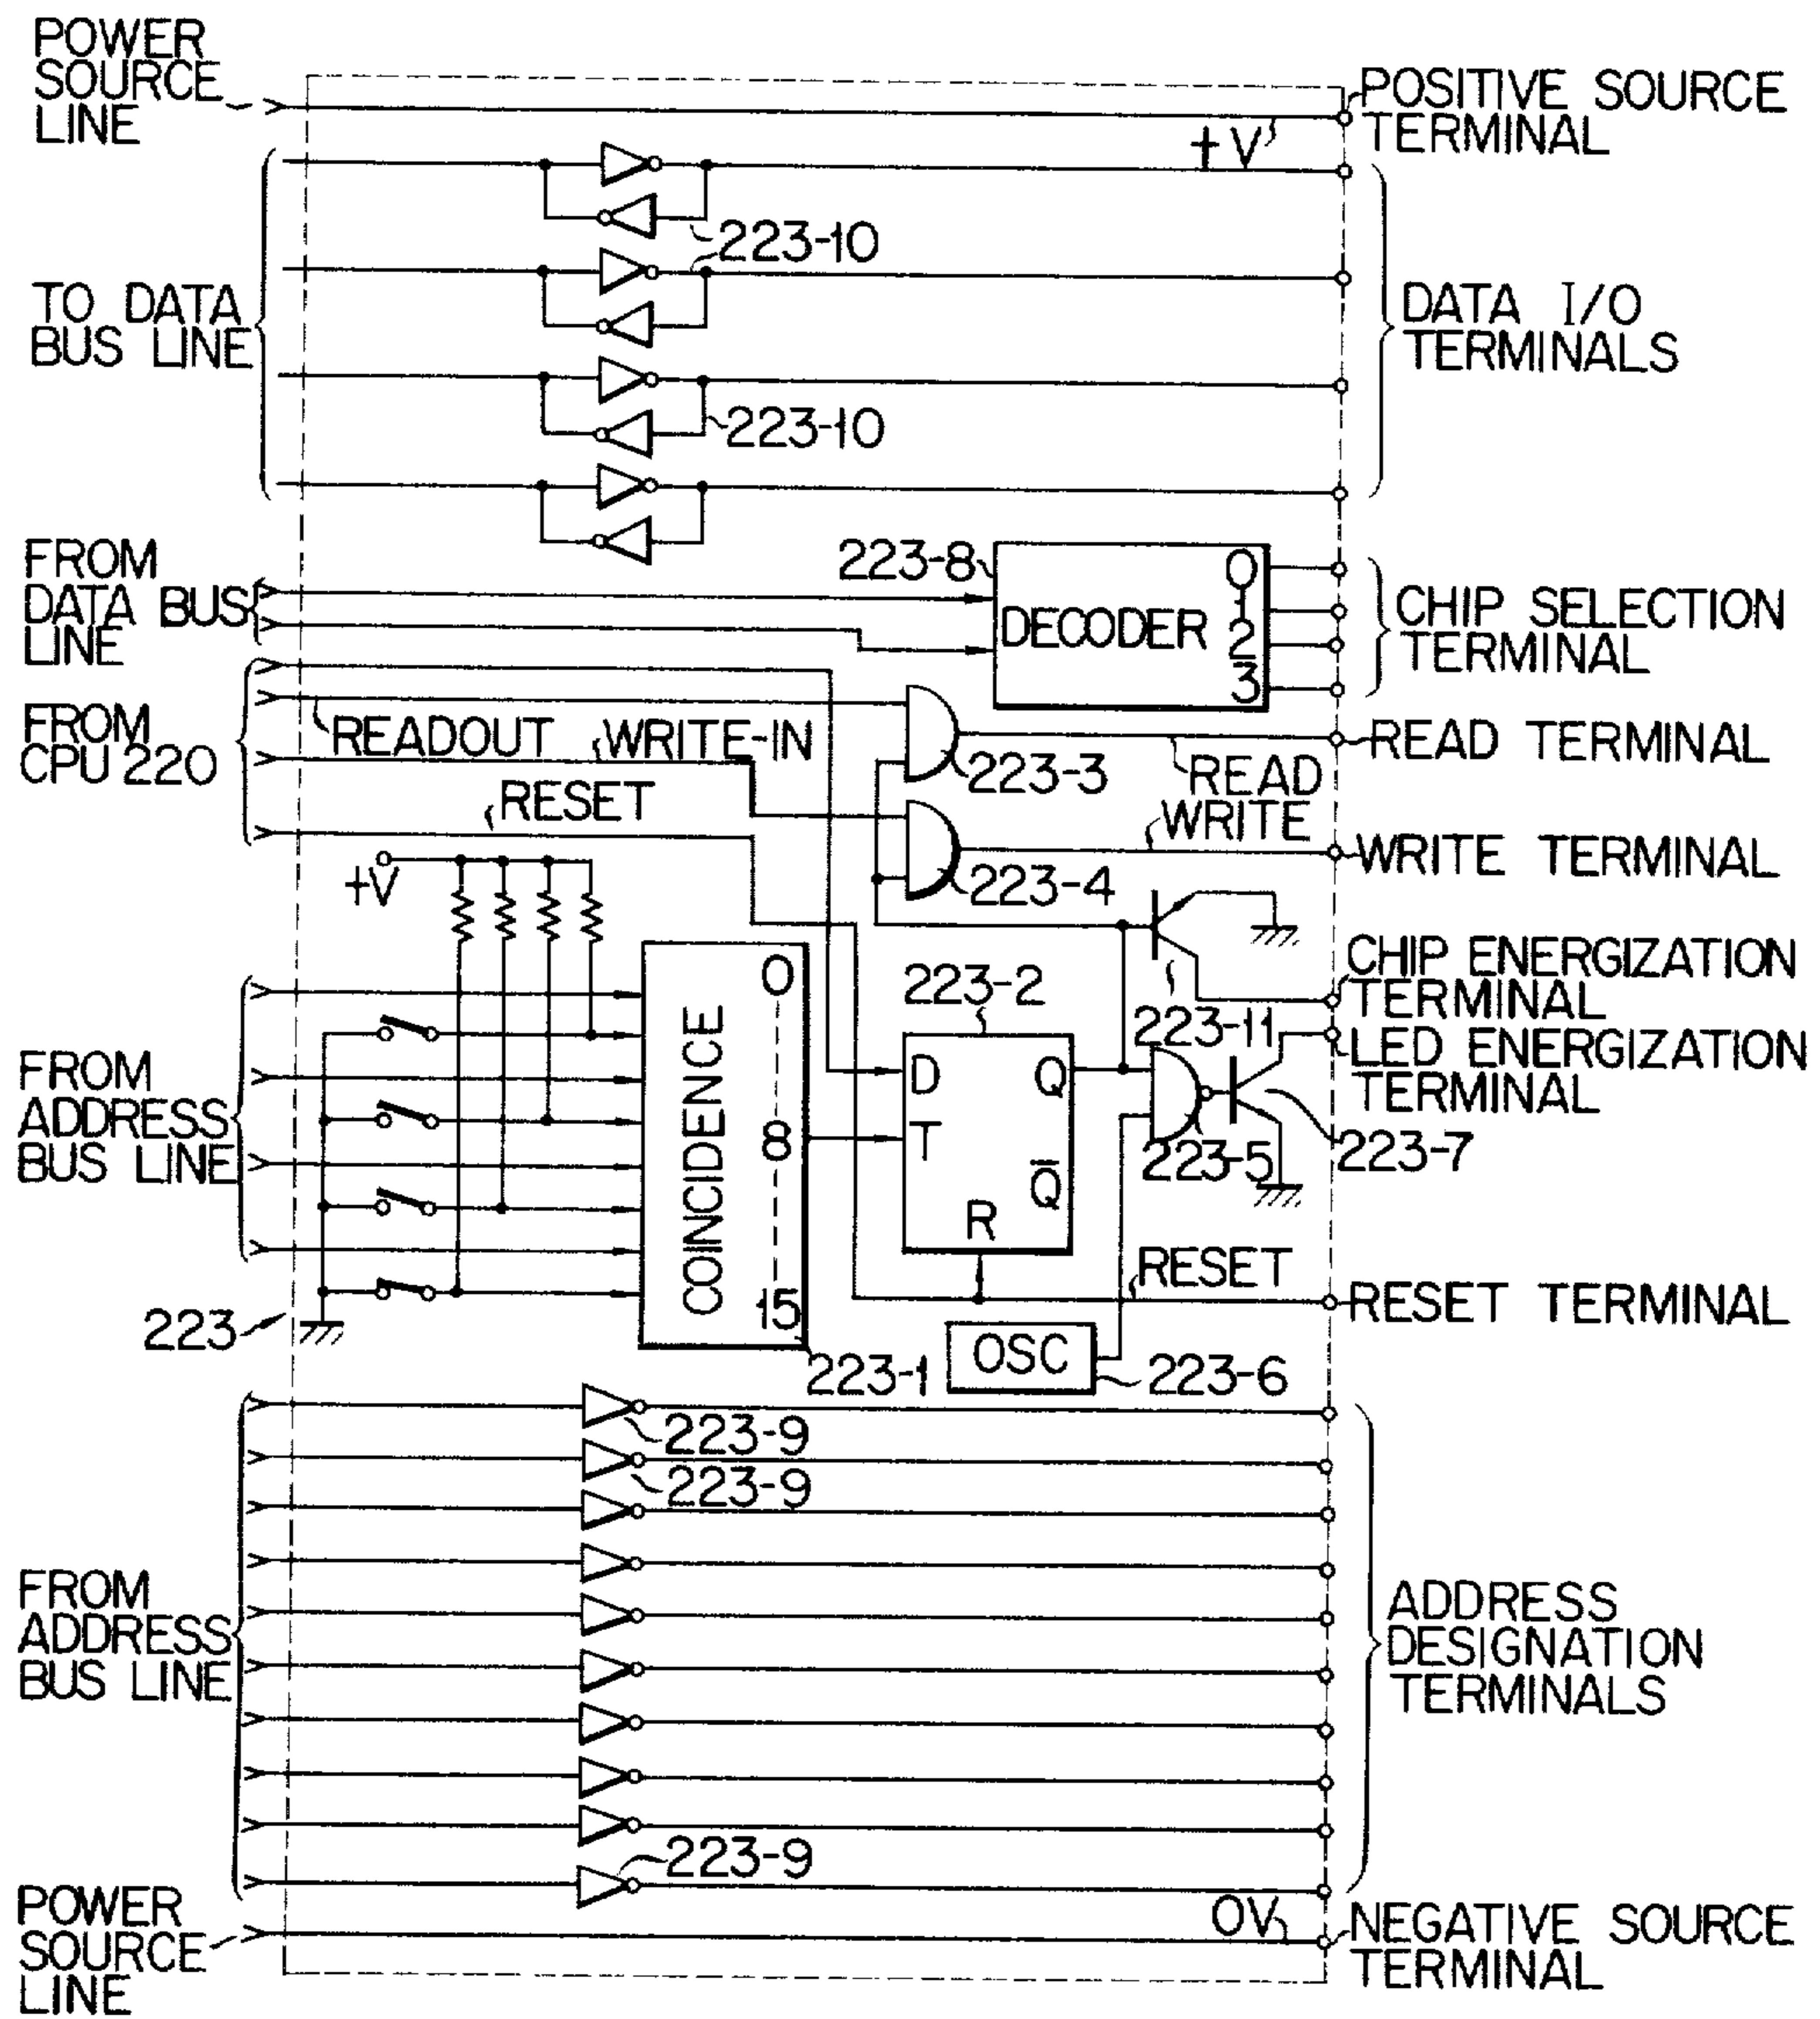 POWER
SOURCE
LINE
POSITIVE SOURCE
TERMINAL
+V
223-10
TO DATA
BUS LINE
DATA I/O
TERMINALS
223-10
FROM
DATA BUS
LINE
223-8
DECODER
0
1
2
3
CHIP SELECTION
TERMINAL
FROM
CPU 220
READOUT
WRITE-IN
RESET
223-3
READ
READ TERMINAL
WRITE
223-4
WRITE TERMINAL
+V
CHIP ENERGIZATION
TERMINAL
223-11
LED ENERGIZATION
TERMINAL
223-2
D
Q
T
Q̅
R
223-5
223-7
FROM
ADDRESS
BUS LINE
COINCIDENCE
0
8
15
223
223-1
RESET
RESET TERMINAL
OSC
223-6
223-9
223-9
FROM
ADDRESS
BUS LINE
ADDRESS
DESIGNATION
TERMINALS
223-9
POWER
SOURCE
LINE
0V
NEGATIVE SOURCE
TERMINAL